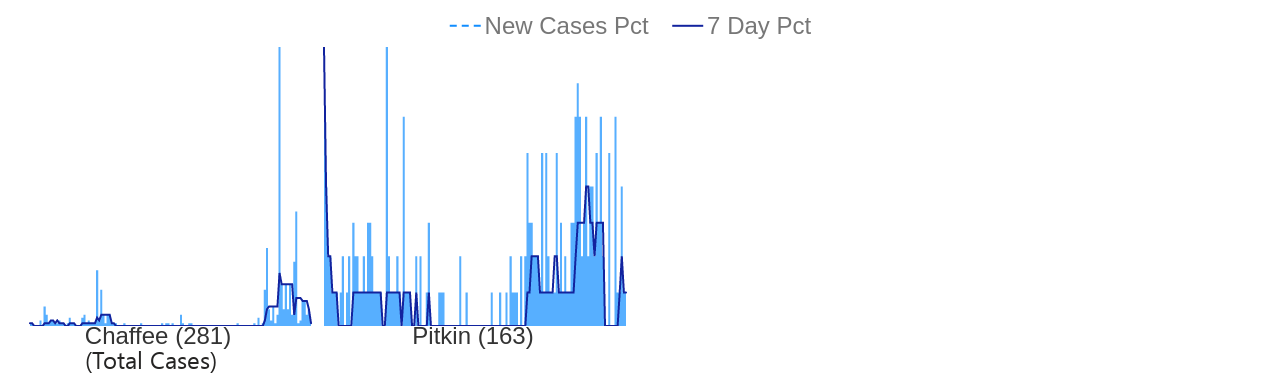 New Cases Pct
7 Day Pct
Chaffee (281)
(Total Cases)
Pitkin (163)